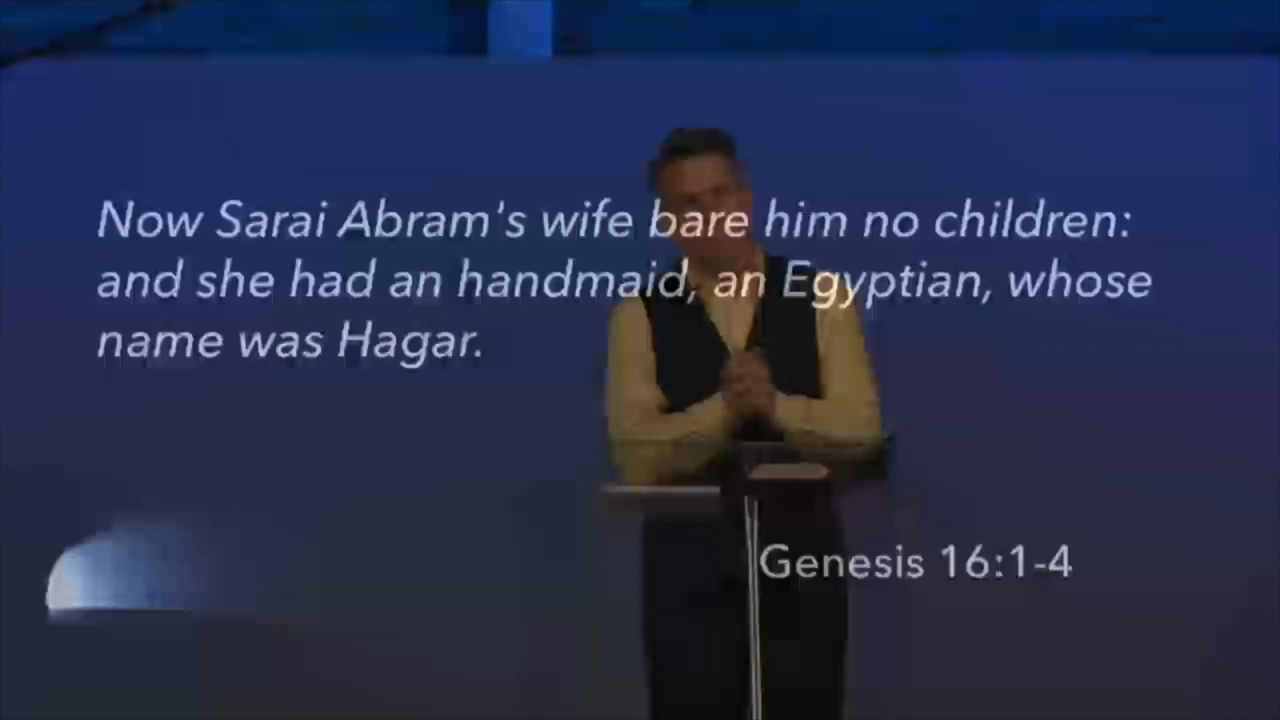 Now Sarai Abram's wife bare him no children:
and she had an handmaid, an Egyptian, whose
name was Hagar.
Genesis 16:1-4